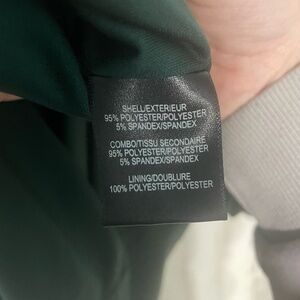 SHELL/EXTERIEUR
95% POLYESTER/POLYESTER
5% SPANDEX/SPANDEX
COMBO/TISSU SECONDAIRE
95% POLYESTER/POLYESTER
5% SPANDEX/SPANDEX
LINING/DOUBLURE
100% POLYESTER/POLYESTER